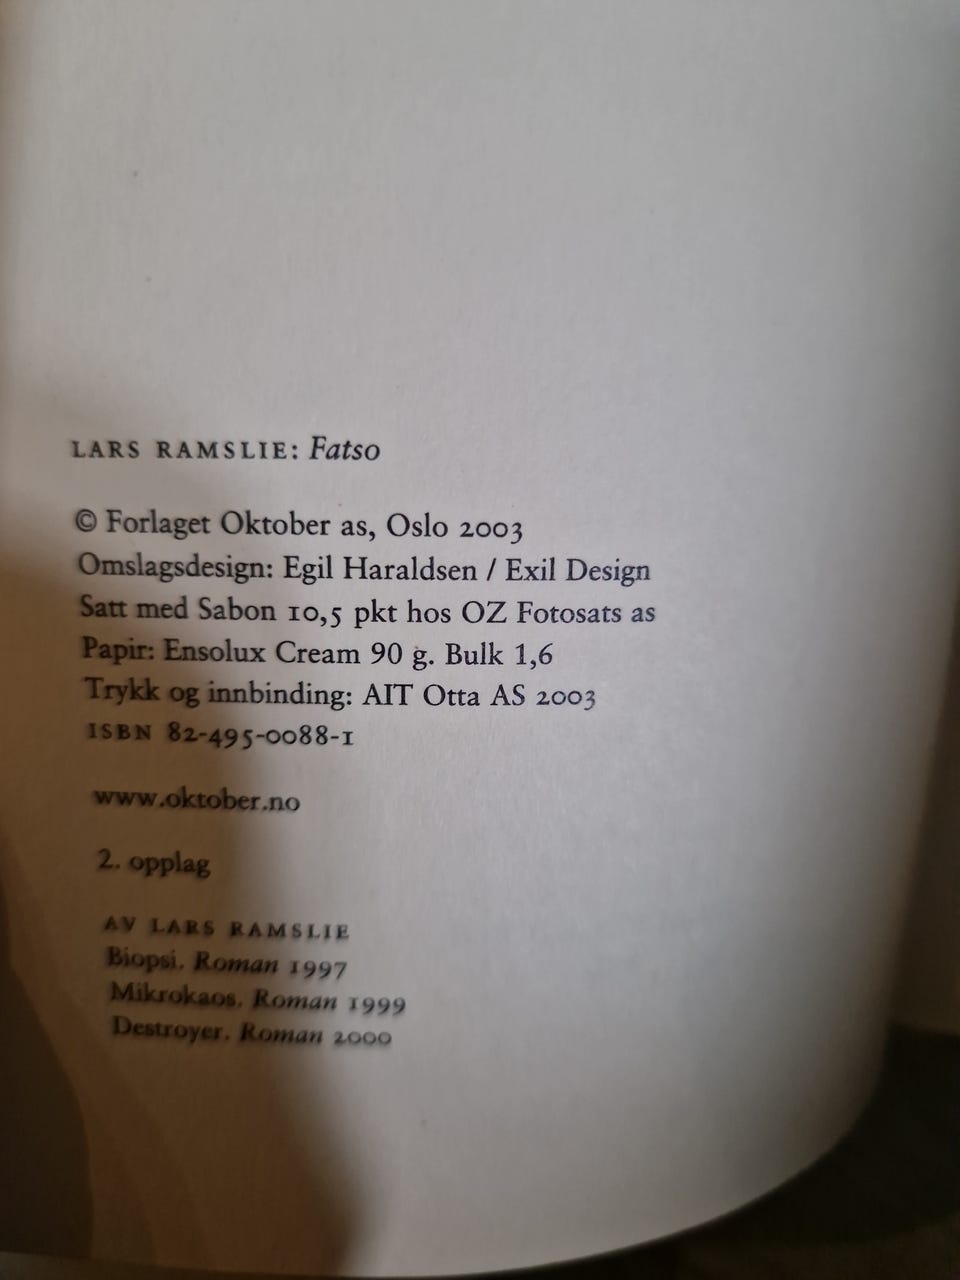 LARS RAMSLIE: Fatso
© Forlaget Oktober as, Oslo 2003
Omslagsdesign: Egil Haraldsen / Exil Design
Satt med Sabon 10,5 pkt hos OZ Fotosats as
Papir: Ensolux Cream 90 g. Bulk 1,6
Trykk og innbinding: AIT Otta AS 2003
ISBN 82-495-0088-1
www.oktober.no
2. opplag
AV LARS RAMSLIE
Biopsi. Roman 1997
Mikrokaos. Roman 1999
Destroyer. Roman 2000